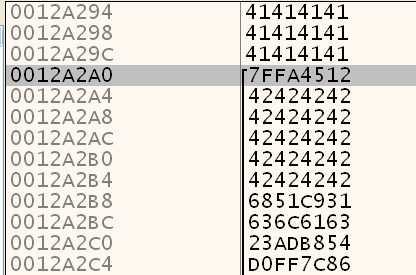 0012A294 41414141
0012A298 41414141
0012A29C 41414141
0012A2A0 7FFA4512
0012A2A4 42424242
0012A2A8 42424242
0012A2AC 42424242
0012A2B0 42424242
0012A2B4 42424242
0012A2B8 6851C931
0012A2BC 636C6163
0012A2C0 23ADB854
0012A2C4 D0FF7C86